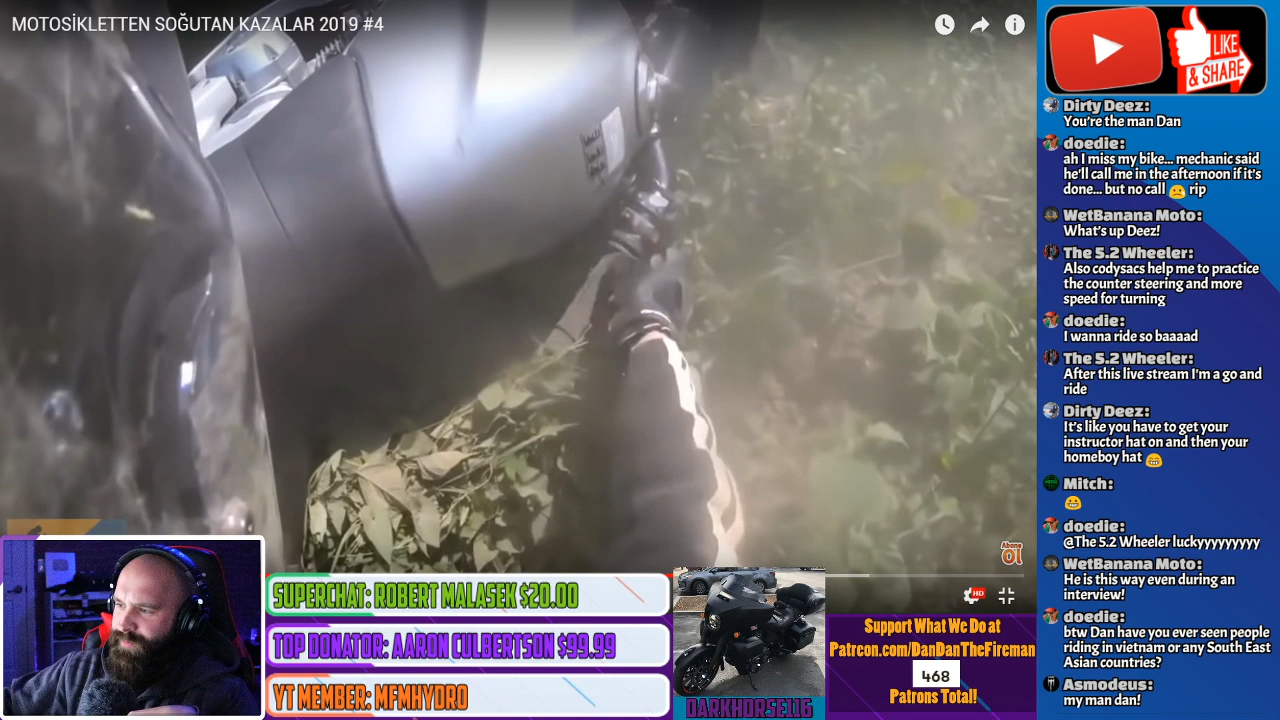 MOTOSİKLETTEN SOĞUTAN KAZALAR 2019 #4
LIKE
& SHARE
Dirty Deez:
You're the man Dan
doedie:
ah I miss my bike... mechanic said
he'll call me in the afternoon if it's
done... but no call ☹️ rip
WetBanana Moto:
What's up Deez!
The 5.2 Wheeler:
Also codysacs help me to practice
the counter steering and more
speed for turning
doedie:
I wanna ride so baaaad
The 5.2 Wheeler:
After this live stream I'm a go and
ride
Dirty Deez:
It's like you have to get your
instructor hat on and then your
homeboy hat 😁
Mitch:
😬
doedie:
@The 5.2 Wheeler luckyyyyyyyyy
WetBanana Moto:
He is this way even during an
interview!
doedie:
btw Dan have you ever seen people
riding in vietnam or any South East
Asian countries?
Asmodeus:
my man dan!
Abone
Ol
HD
SUPERCHAT: ROBERT MALASEK $20.00
TOP DONATOR: AARON CULBERTSON $99.99
YT MEMBER: MFMHYDRO
DARKHORSE116
Support What We Do at
Patreon.com/DanDanTheFireman
468
Patrons Total!